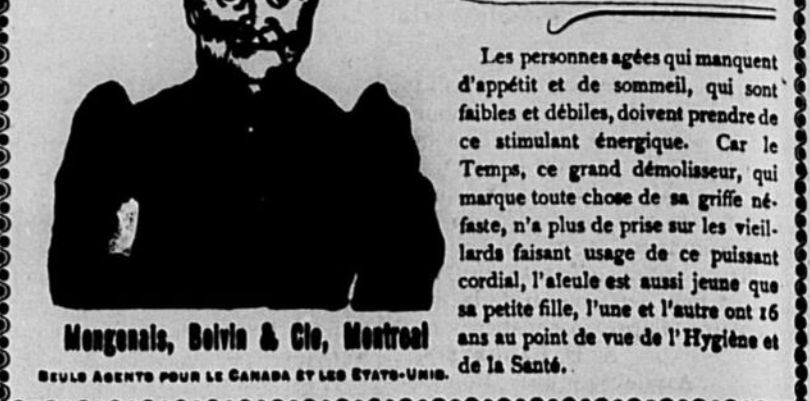 Les personnes agées qui manquent
d'appétit et de sommeil, qui sont
faibles et débiles, doivent prendre de
ce stimulant énergique. Car le
Temps, ce grand démolisseur, qui
marque toute chose de sa griffe né-
faste, n'a plus de prise sur les vieil-
lards faisant usage de ce puissant
cordial, l'aïeule est aussi jeune que
sa petite fille, l'une et l'autre ont 16
ans au point de vue de l'Hygiène et
de la Santé.
Mongenais, Boivin & Cie, Montreal
SEULS AGENTS POUR LE CANADA ET LES ETATS-UNIS.